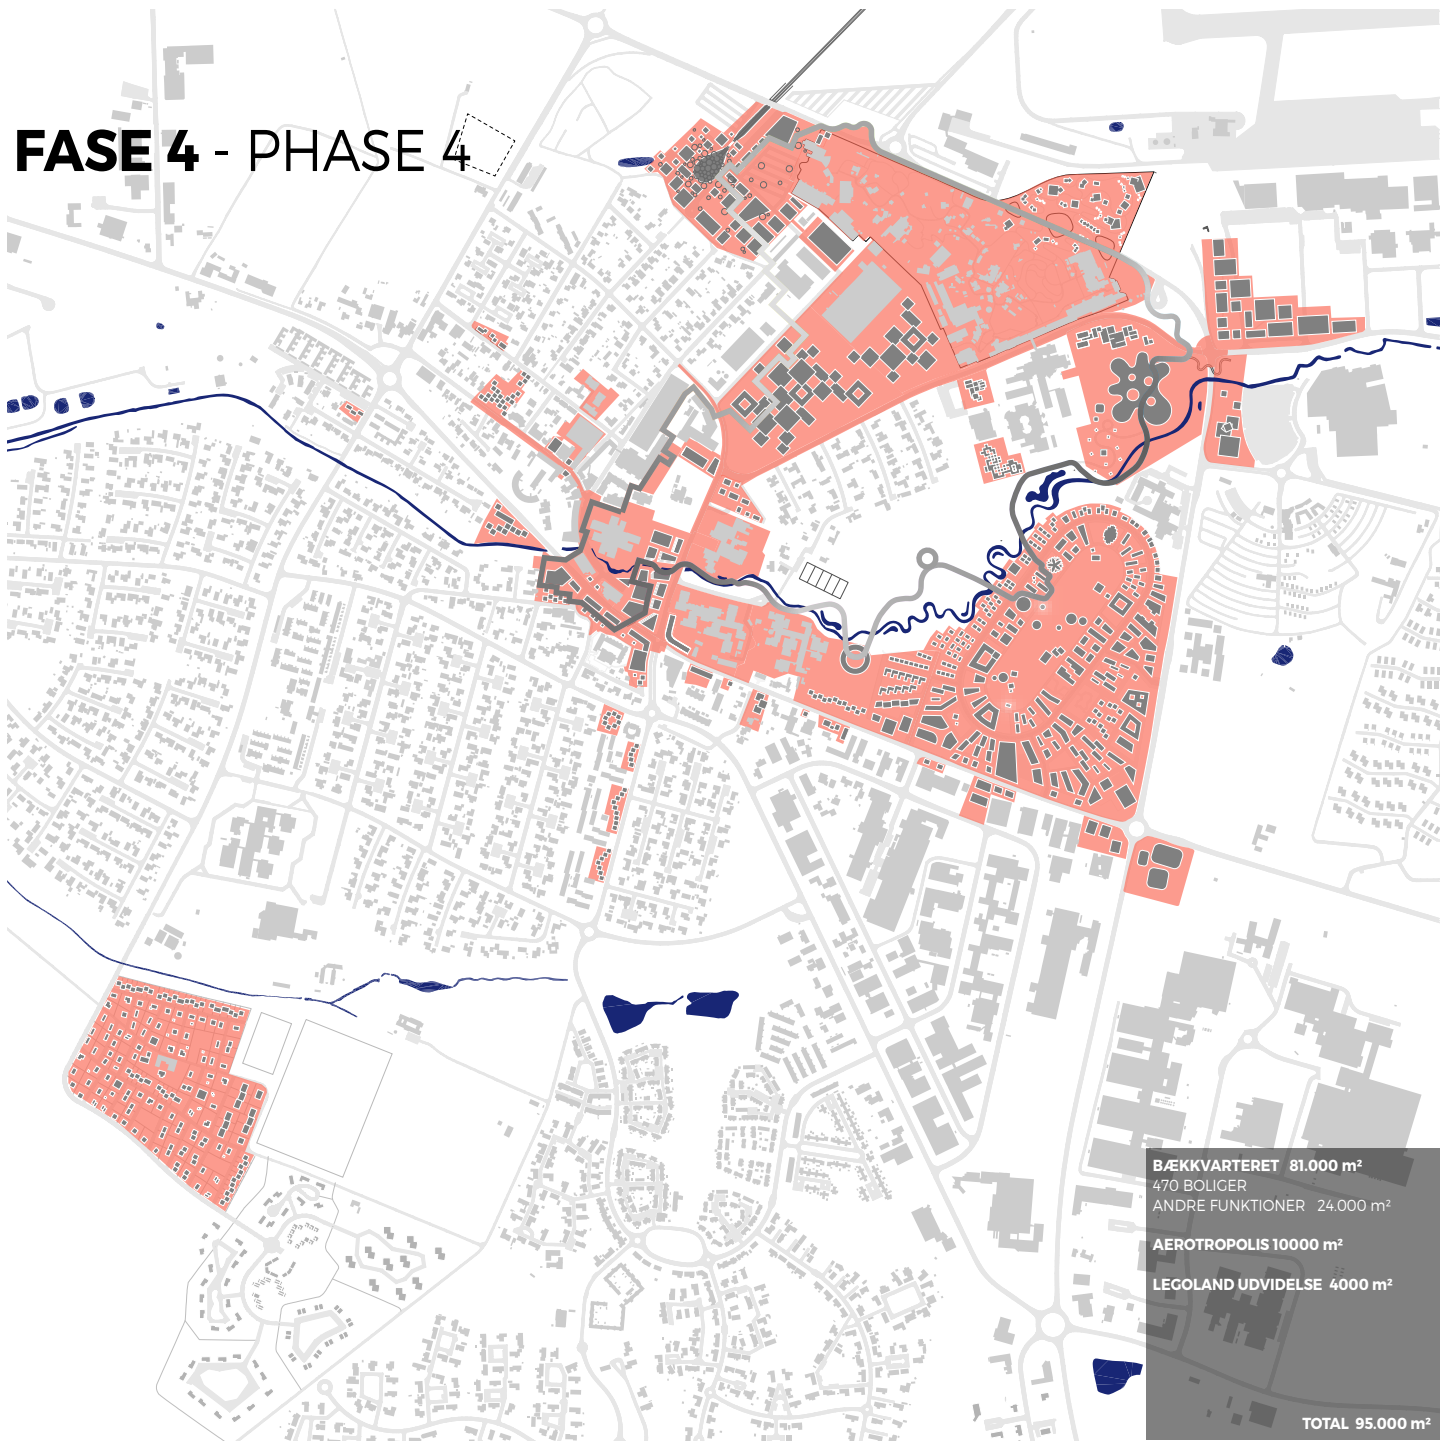 FASE 4 - PHASE 4
BÆKKVARTERET 81.000 m²
470 BOLIGER
ANDRE FUNKTIONER 24.000 m²
AEROTROPOLIS 10000 m²
LEGOLAND UDVIDELSE 4000 m²
TOTAL 95.000 m²